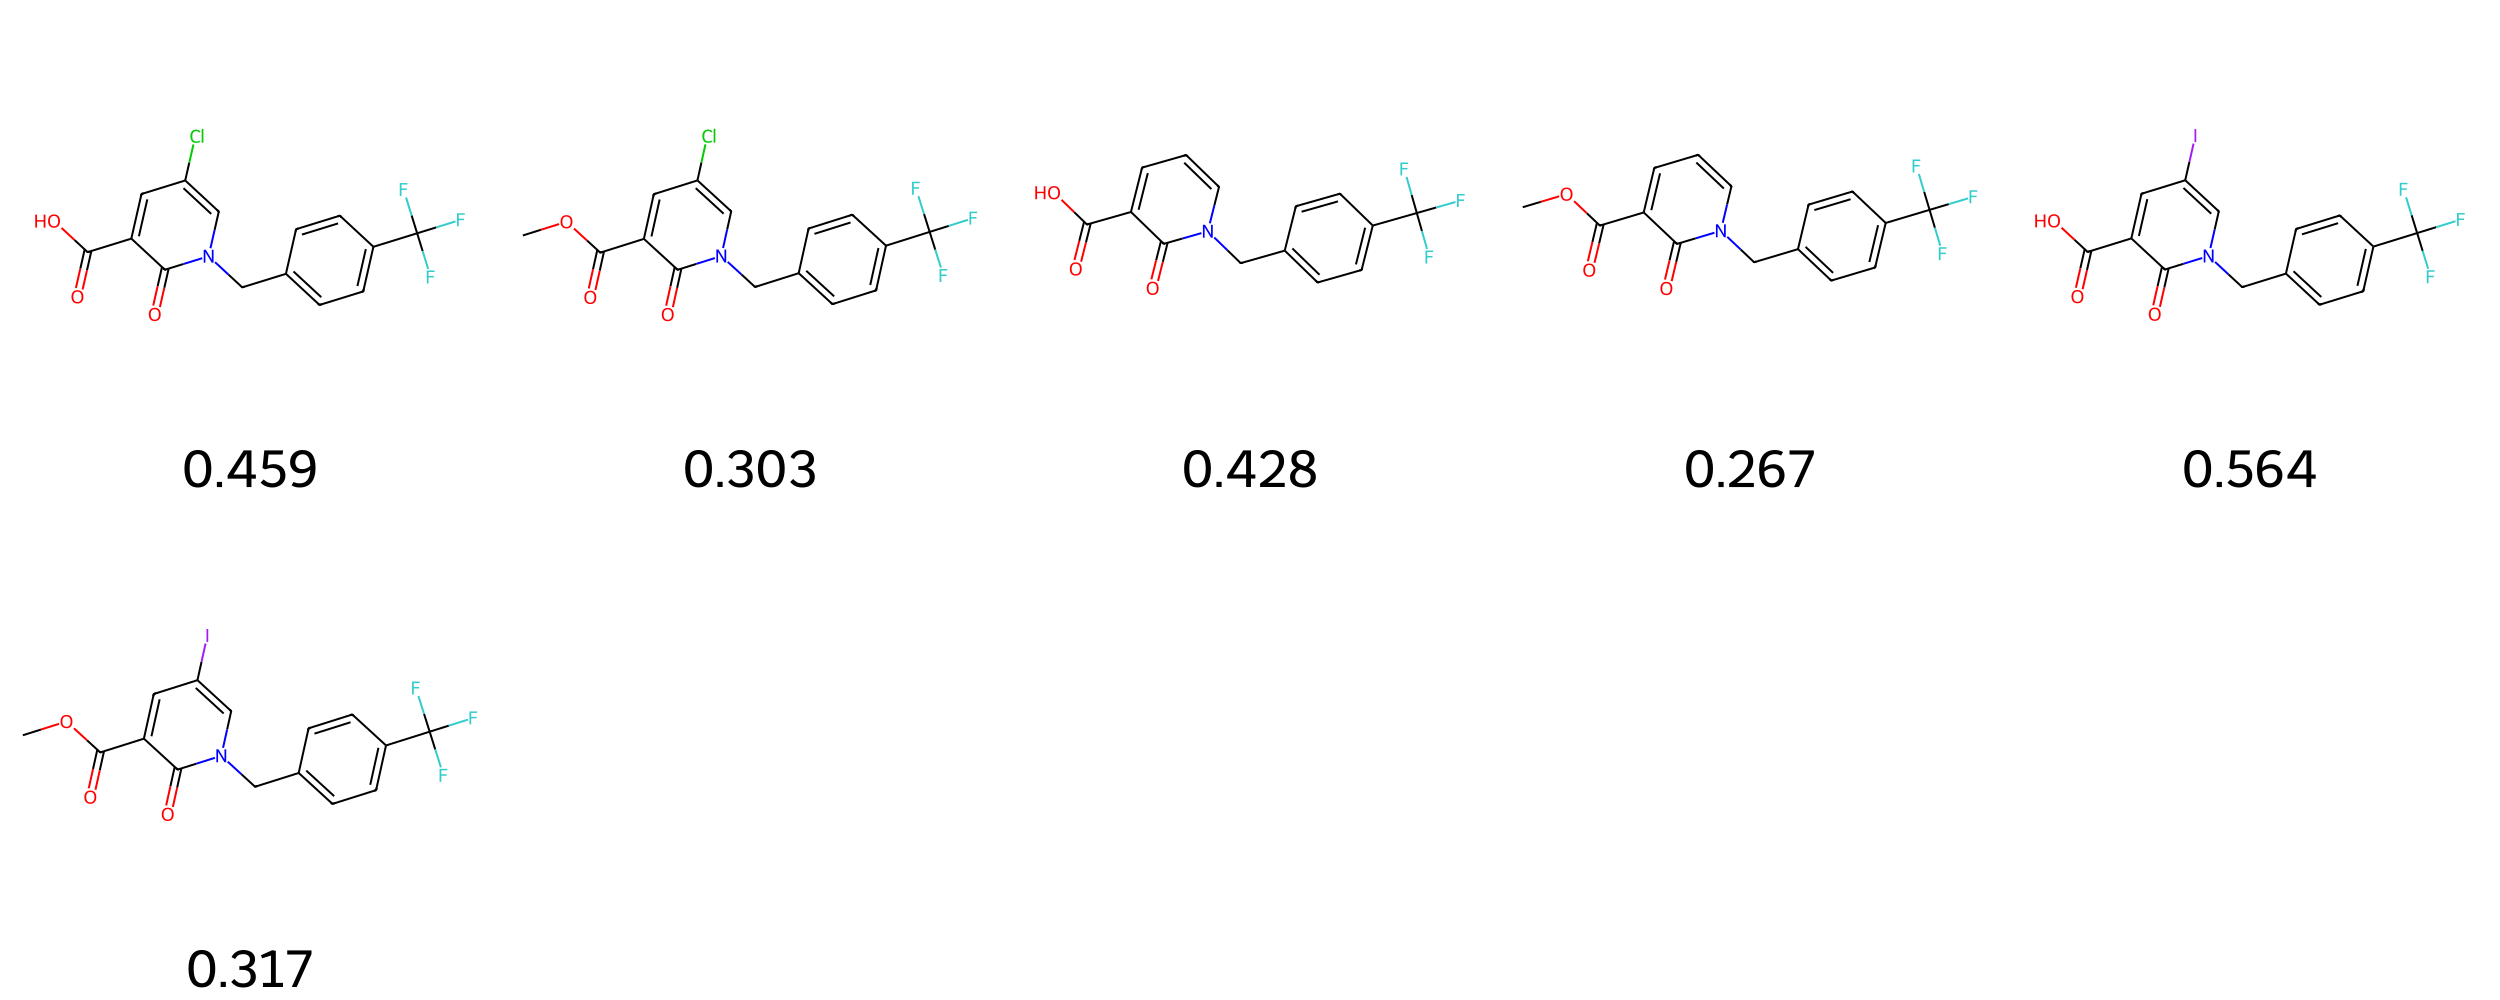 Cl Cl I
F F F F F
HO F O F HO F O F HO F
N F N F N F N F N F
O O O O O
O O O O O
0.459 0.303 0.428 0.267 0.564
I
F
O F
N F
O
O
0.317